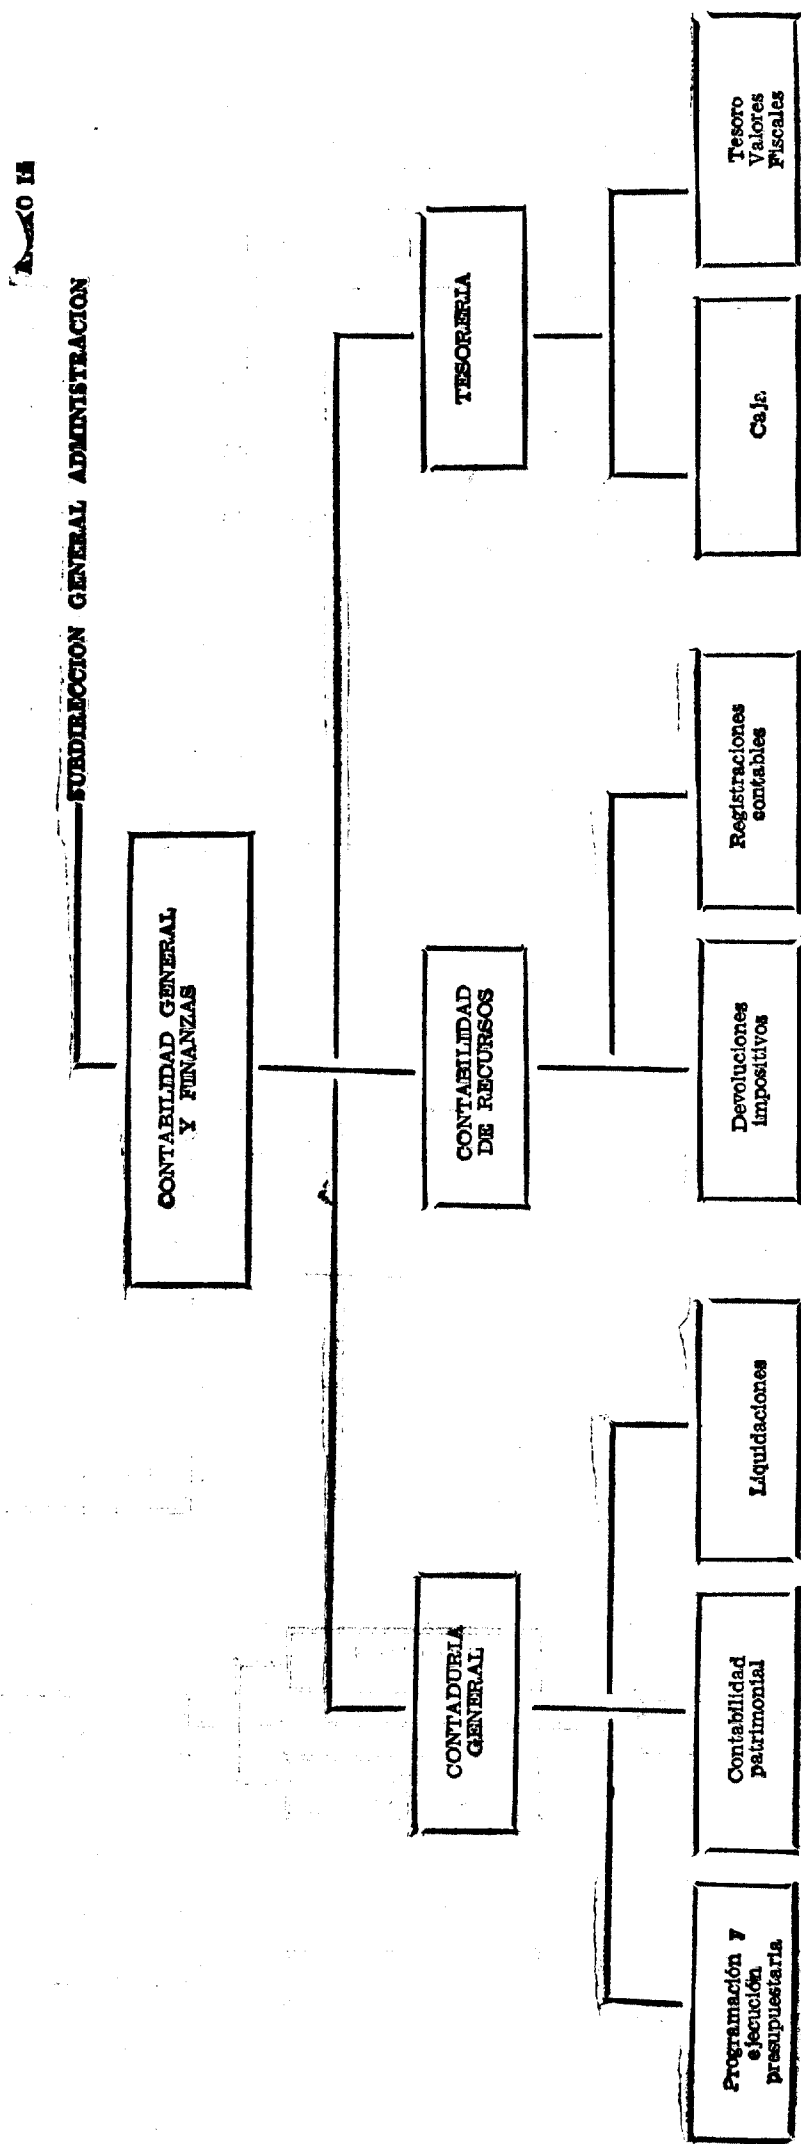 SUBDIRECCION GENERAL ADMINISTRACION
CONTABILIDAD GENERAL
Y FINANZAS
CONTADURIA
GENERAL
CONTABILIDAD
DE RECURSOS
TESORERIA
Programación y
ejecución
presupuestaria
Contabilidad
patrimonial
Liquidaciones
Devoluciones
impositivos
Registraciones
contables
Caja
Tesoro
Valores
Fiscales